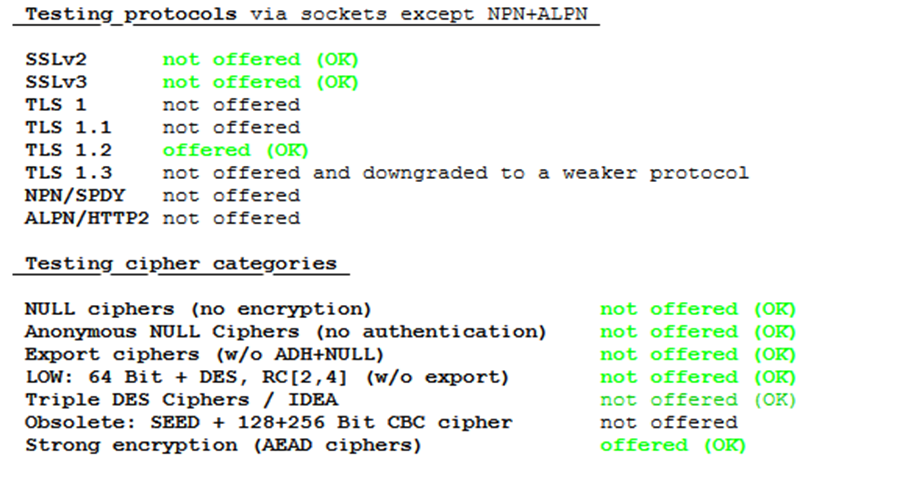 Testing protocols via sockets except NPN+ALPN
SSLv2 not offered (OK)
SSLv3 not offered (OK)
TLS 1 not offered
TLS 1.1 not offered
TLS 1.2 offered (OK)
TLS 1.3 not offered and downgraded to a weaker protocol
NPN/SPDY not offered
ALPN/HTTP2 not offered
Testing cipher categories
NULL ciphers (no encryption) not offered (OK)
Anonymous NULL Ciphers (no authentication) not offered (OK)
Export ciphers (w/o ADH+NULL) not offered (OK)
LOW: 64 Bit + DES, RC[2,4] (w/o export) not offered (OK)
Triple DES Ciphers / IDEA not offered (OK)
Obsolete: SEED + 128+256 Bit CBC cipher not offered
Strong encryption (AEAD ciphers) offered (OK)